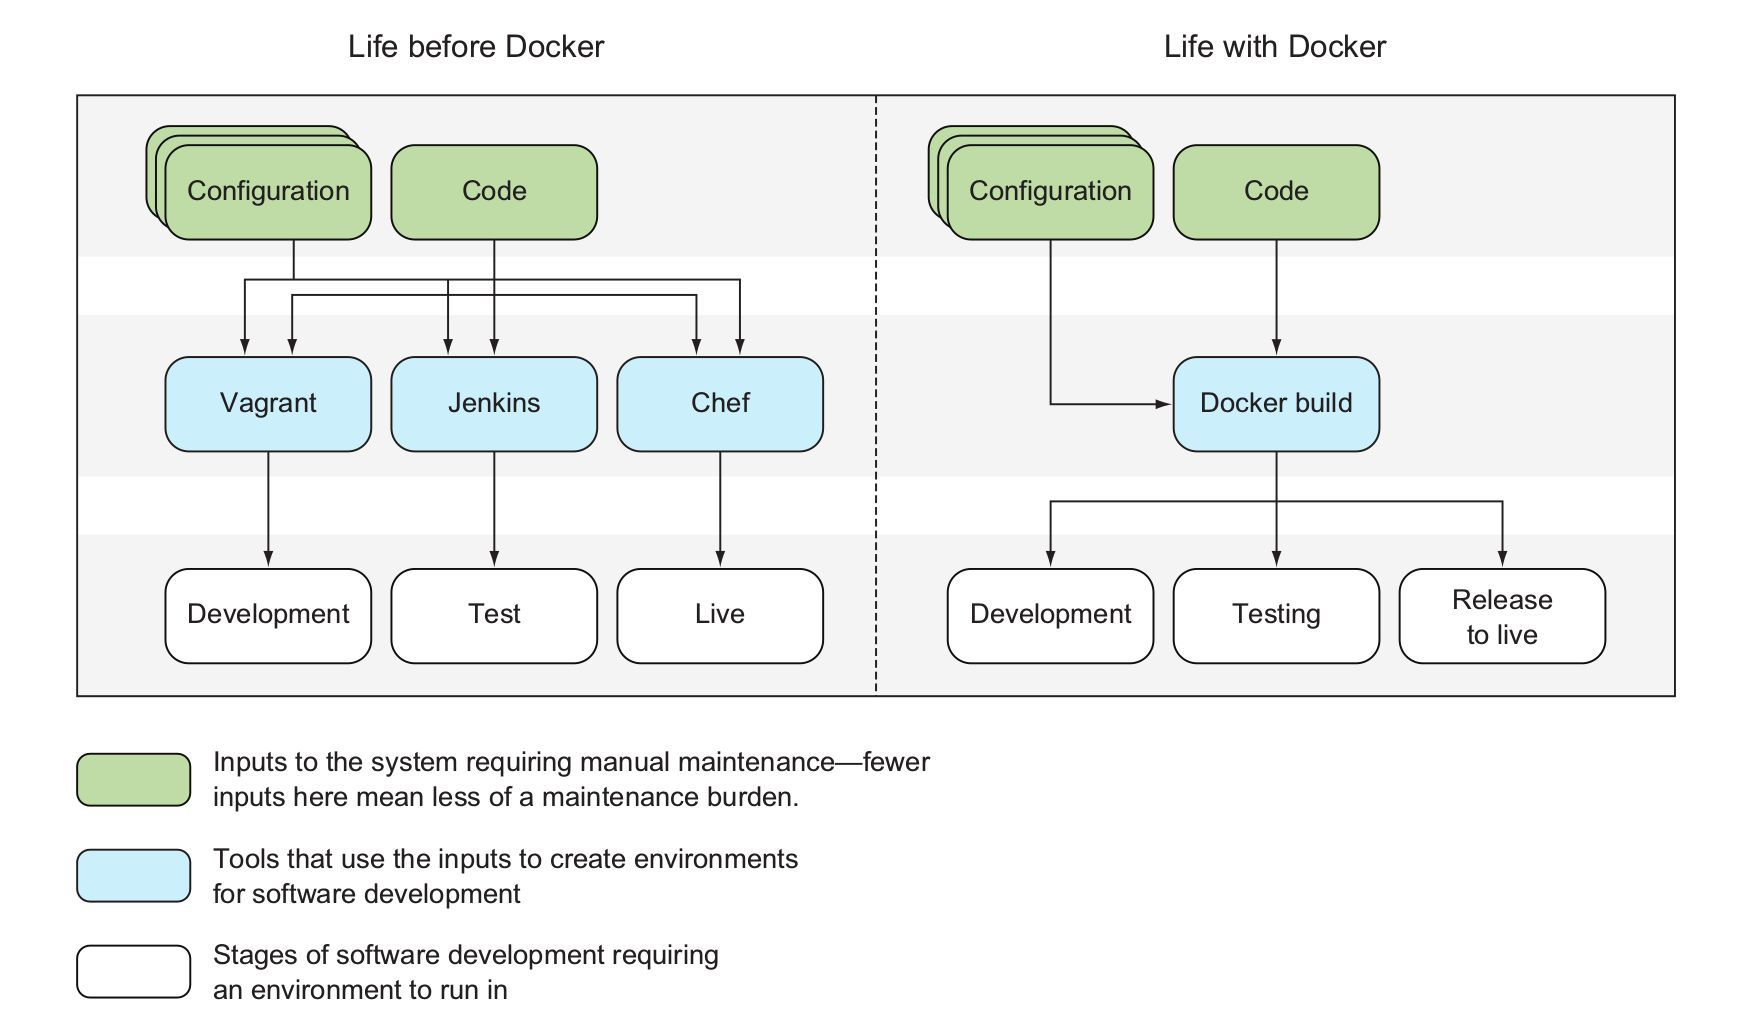 Life before Docker
Life with Docker
Configuration
Code
Configuration
Code
Vagrant
Jenkins
Chef
Docker build
Development
Test
Live
Development
Testing
Release
to live
Inputs to the system requiring manual maintenance—fewer
inputs here mean less of a maintenance burden.
Tools that use the inputs to create environments
for software development
Stages of software development requiring
an environment to run in